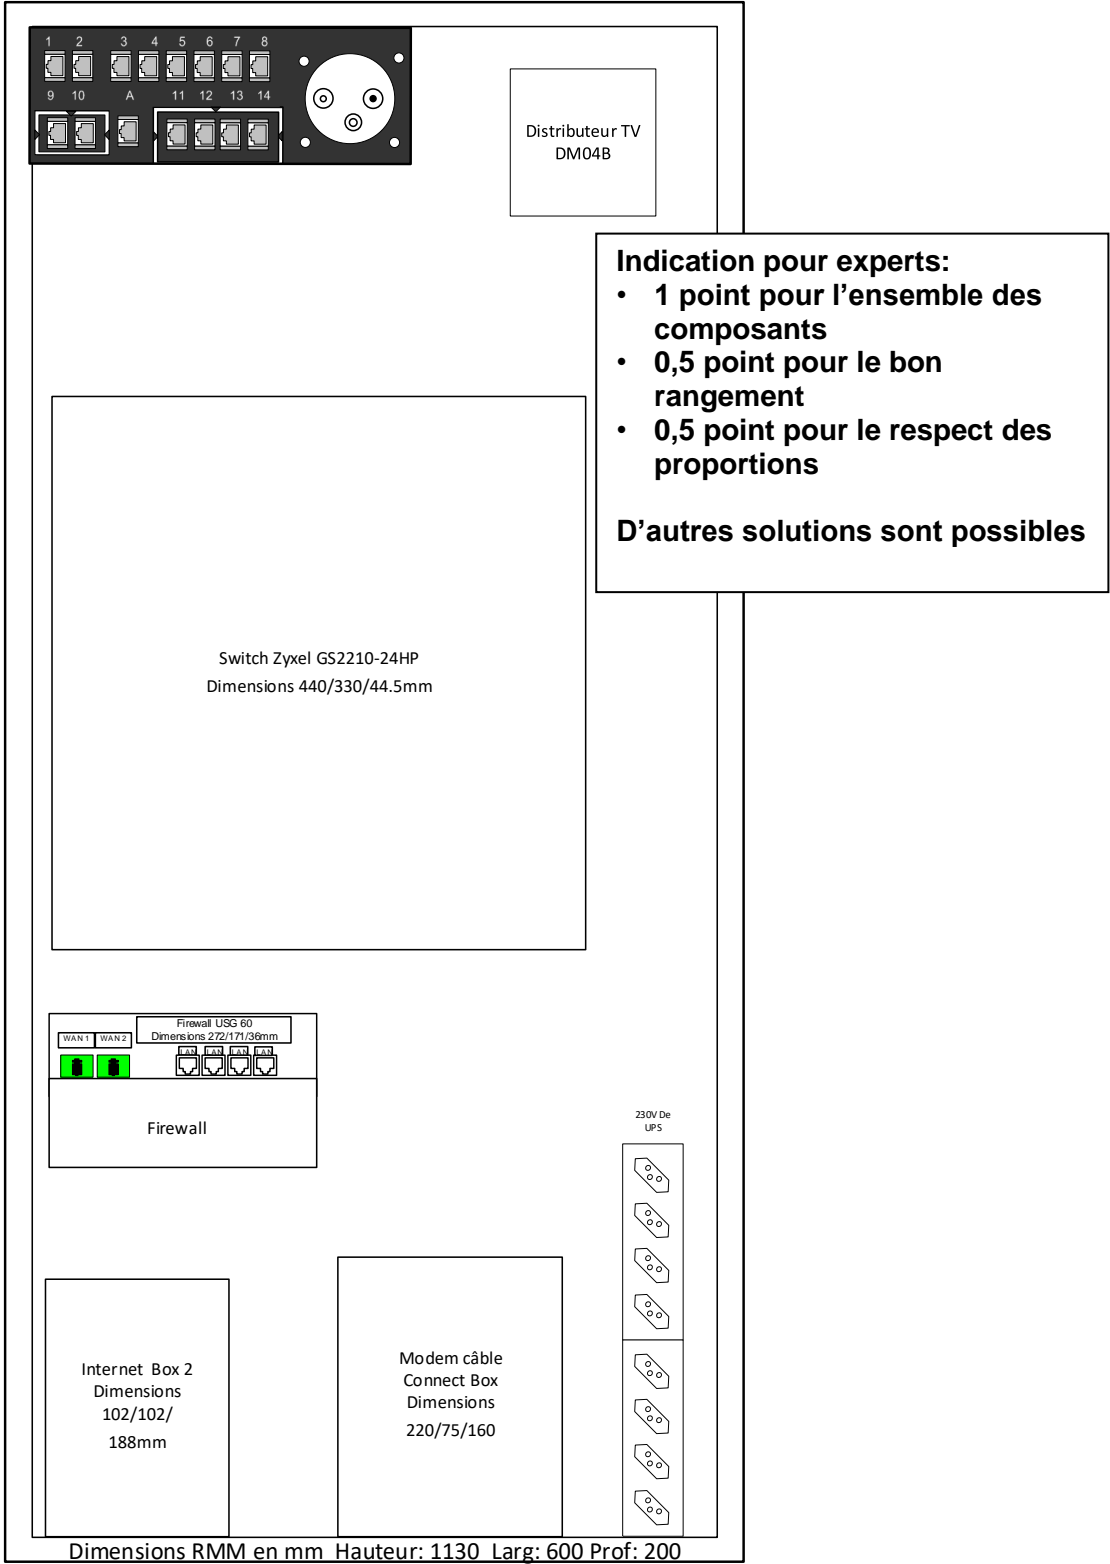 1 2 3 4 5 6 7 8
9 10 A 11 12 13 14
Distributeur TV
DM04B
Indication pour experts:
• 1 point pour l’ensemble des
composants
• 0,5 point pour le bon
rangement
• 0,5 point pour le respect des
proportions
D’autres solutions sont possibles
Switch Zyxel GS2210-24HP
Dimensions 440/330/44.5mm
Firewall USG 60
Dimensions 272/171/36mm
WAN 1 WAN 2
LAN LAN LAN LAN
Firewall
230V De
UPS
Internet Box 2
Dimensions
102/102/
188mm
Modem câble
Connect Box
Dimensions
220/75/160
Dimensions RMM en mm Hauteur: 1130 Larg: 600 Prof: 200